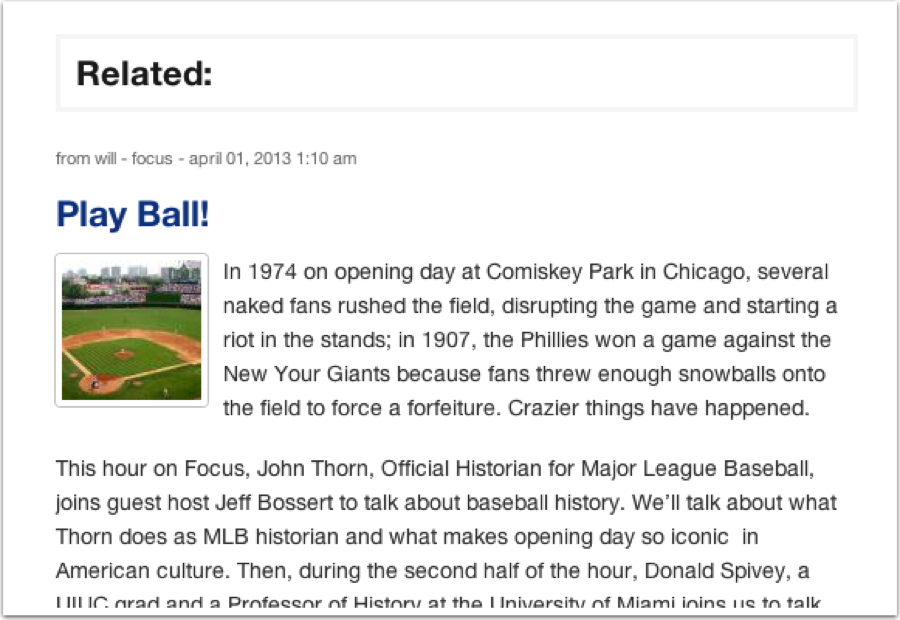 Related:
from will - focus - april 01, 2013 1:10 am
Play Ball!
In 1974 on opening day at Comiskey Park in Chicago, several
naked fans rushed the field, disrupting the game and starting a
riot in the stands; in 1907, the Phillies won a game against the
New Your Giants because fans threw enough snowballs onto
the field to force a forfeiture. Crazier things have happened.
This hour on Focus, John Thorn, Official Historian for Major League Baseball,
joins guest host Jeff Bossert to talk about baseball history. We’ll talk about what
Thorn does as MLB historian and what makes opening day so iconic  in
American culture. Then, during the second half of the hour, Donald Spivey, a
UIUC grad and a Professor of History at the University of Miami joins us to talk